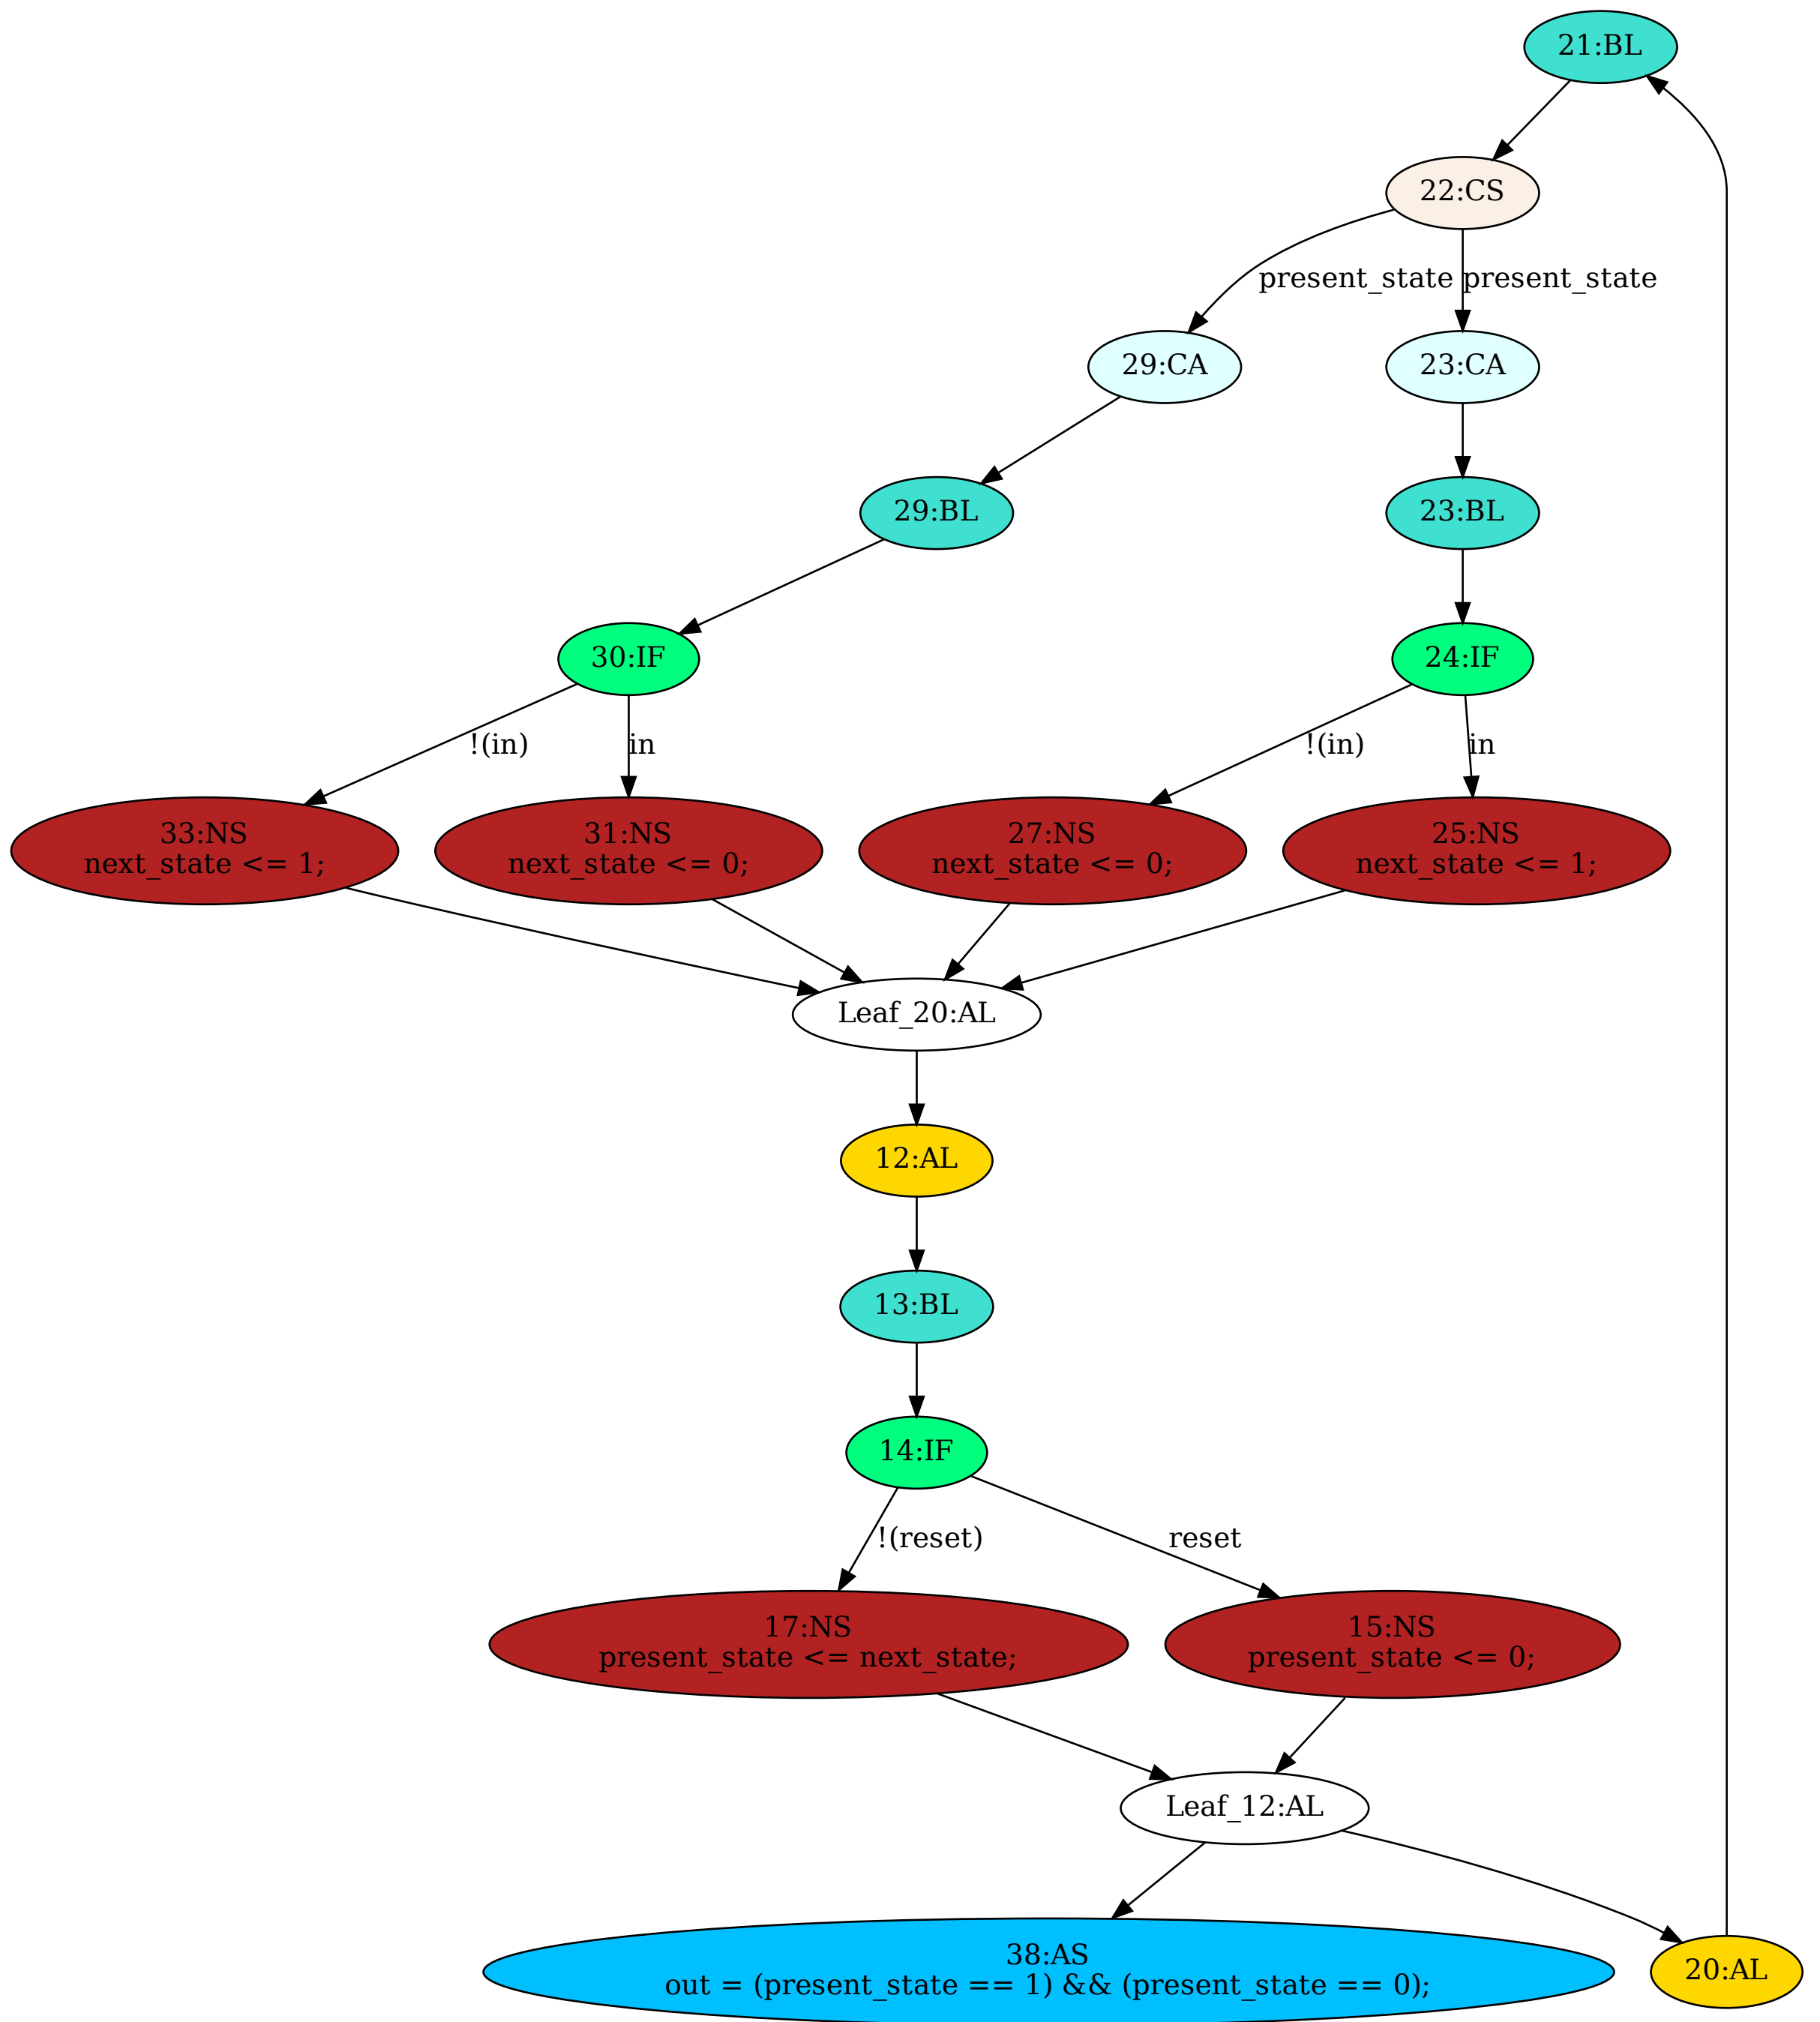 21:BL
22:CS
present_state
present_state
29:CA
23:CA
29:BL
23:BL
30:IF
24:IF
!(in)
in
!(in)
in
33:NS
next_state <= 1;
31:NS
next_state <= 0;
27:NS
next_state <= 0;
25:NS
next_state <= 1;
Leaf_20:AL
12:AL
13:BL
14:IF
!(reset)
reset
17:NS
present_state <= next_state;
15:NS
present_state <= 0;
Leaf_12:AL
38:AS
out = (present_state == 1) && (present_state == 0);
20:AL